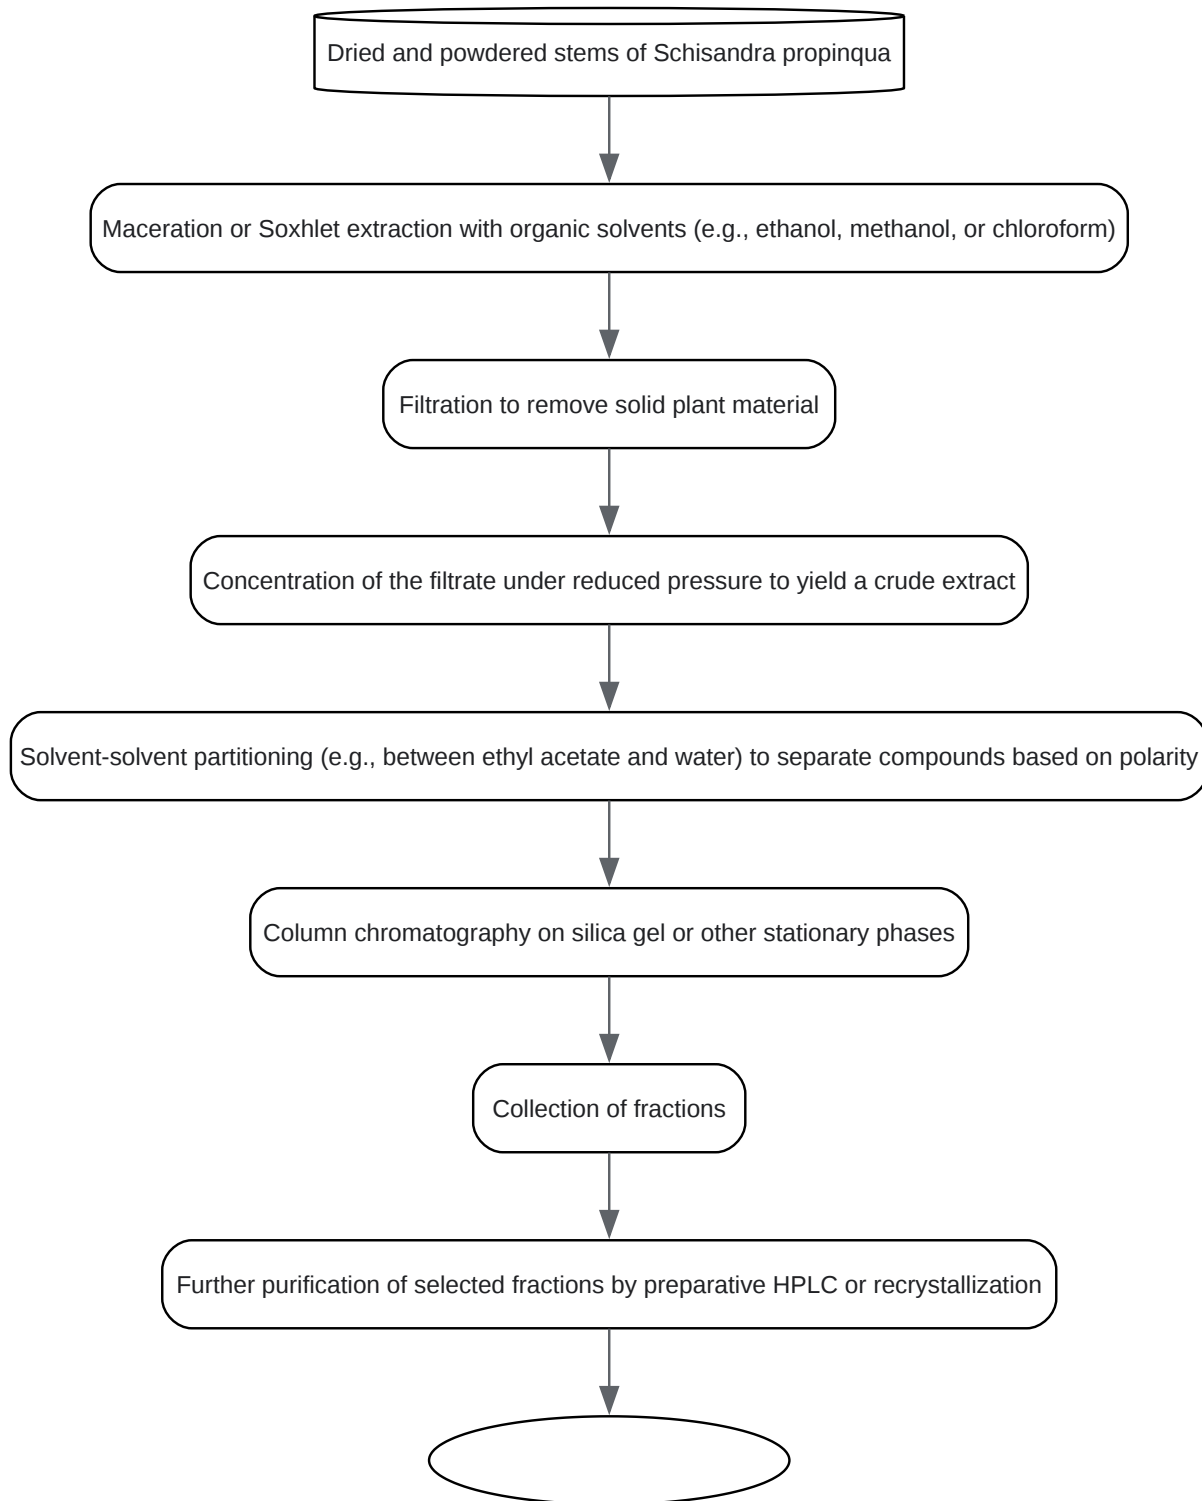 Dried and powdered stems of Schisandra propinqua
Maceration or Soxhlet extraction with organic solvents (e.g., ethanol, methanol, or chloroform)
Filtration to remove solid plant material
Concentration of the filtrate under reduced pressure to yield a crude extract
Solvent-solvent partitioning (e.g., between ethyl acetate and water) to separate compounds based on polarity
Column chromatography on silica gel or other stationary phases
Collection of fractions
Further purification of selected fractions by preparative HPLC or recrystallization